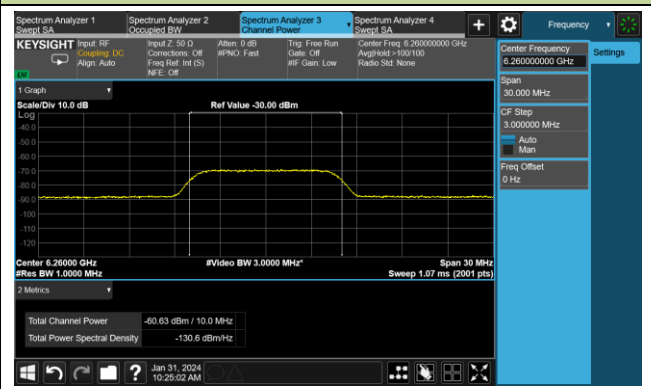 Spectrum Analyzer 1
Swept SA
Spectrum Analyzer 2
Occupied BW
Spectrum Analyzer 3
Channel Power
Spectrum Analyzer 4
Swept SA
+
Frequency
KEYSIGHT
Input: RF
Coupling: DC
Align: Auto
Input Z: 50 Ω
Corrections: Off
Freq Ref: Int (S)
NFE: Off
Atten: 0 dB
#PNO: Fast
Trig: Free Run
Gate: Off
#IF Gain: Low
Center Freq: 6.260000000 GHz
Avg|Hold:>100/100
Radio Std: None
Center Frequency
6.260000000 GHz
Settings
Span
30.000 MHz
CF Step
3.000000 MHz
Auto
Man
Freq Offset
0 Hz
1 Graph
Scale/Div 10.0 dB
Ref Value -30.00 dBm
Log
-40.0
-50.0
-60.0
-70.0
-80.0
-90.0
-100
-110
-120
Center 6.26000 GHz
#Video BW 3.0000 MHz*
Span 30 MHz
#Res BW 1.0000 MHz
Sweep 1.07 ms (2001 pts)
2 Metrics
Total Channel Power
-60.63 dBm / 10.0 MHz
Total Power Spectral Density
-130.6 dBm/Hz
?
Jan 31, 2024
10:25:02 AM